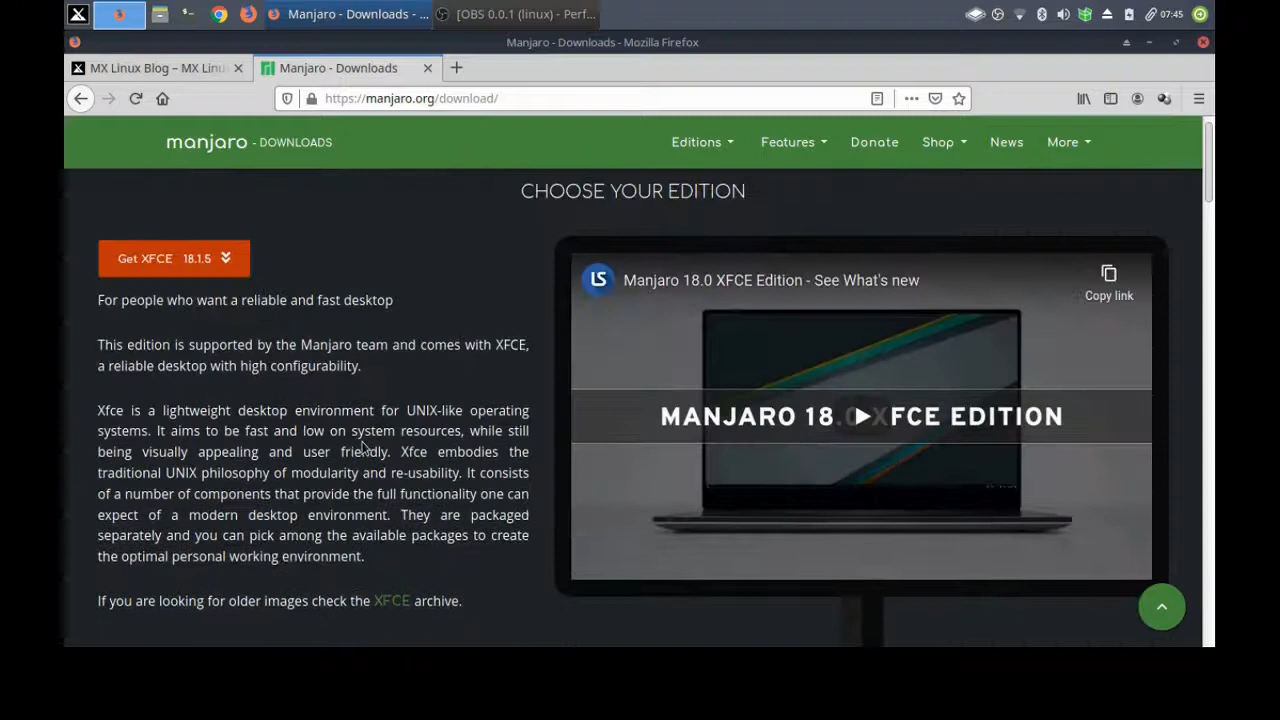 Manjaro - Downloads - ...
[OBS 0.0.1 (linux) - Perf...
07:45
Manjaro - Downloads - Mozilla Firefox
MX Linux Blog – MX Linu
Manjaro - Downloads
https://manjaro.org/download/
manjaro - DOWNLOADS
Editions
Features
Donate
Shop
News
More
CHOOSE YOUR EDITION
Get XFCE 18.1.5
For people who want a reliable and fast desktop
This edition is supported by the Manjaro team and comes with XFCE,
a reliable desktop with high configurability.
Xfce is a lightweight desktop environment for UNIX-like operating
systems. It aims to be fast and low on system resources, while still
being visually appealing and user friendly. Xfce embodies the
traditional UNIX philosophy of modularity and re-usability. It consists
of a number of components that provide the full functionality one can
expect of a modern desktop environment. They are packaged
separately and you can pick among the available packages to create
the optimal personal working environment.
If you are looking for older images check the XFCE archive.
LS
Manjaro 18.0 XFCE Edition - See What's new
Copy link
MANJARO 18.0 XFCE EDITION